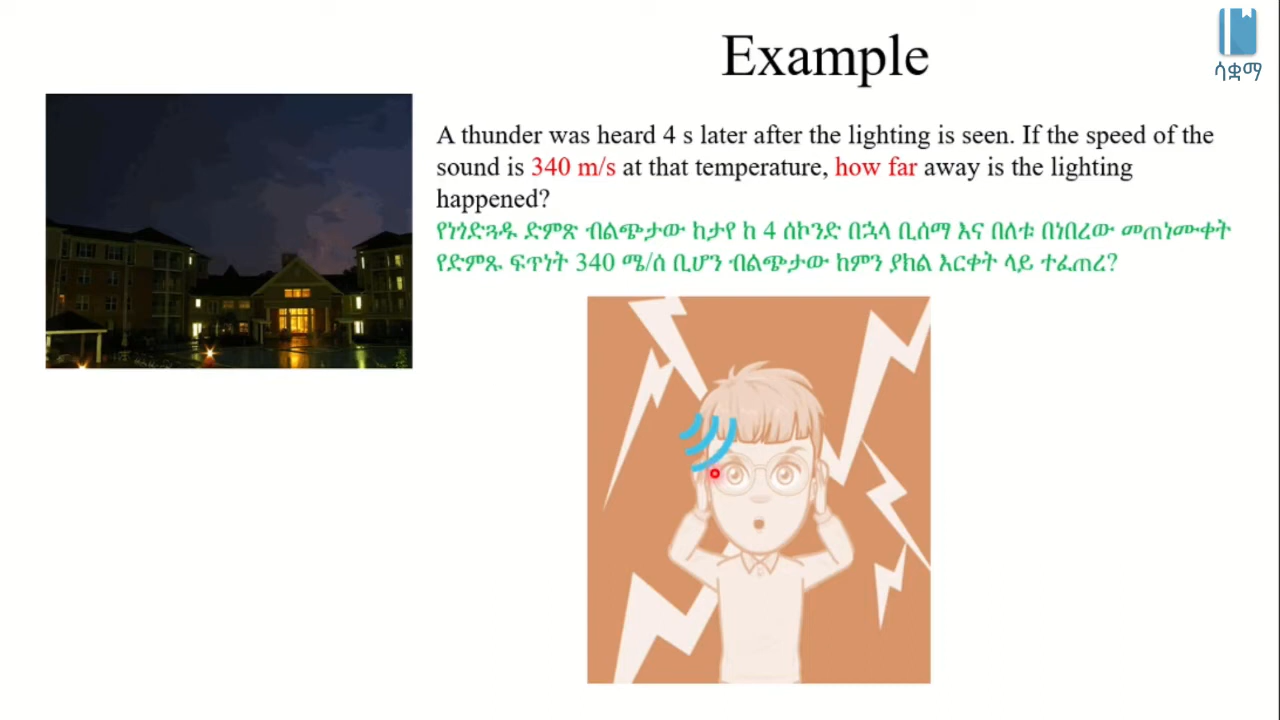 Example
ሳቋማ
A thunder was heard 4 s later after the lighting is seen. If the speed of the
sound is 340 m/s at that temperature, how far away is the lighting
happened?
የነጎድጓዱ ድምጽ ብልጭታው ከታየ ከ 4 ሰኮንድ በኋላ ቢሰማ እና በለቱ በነበረው መጠነሙቀት
የድምጹ ፍጥነት 340 ሜ/ሰ ቢሆን ብልጭታው ከምን ያክል እርቀት ላይ ተፈጠረ?